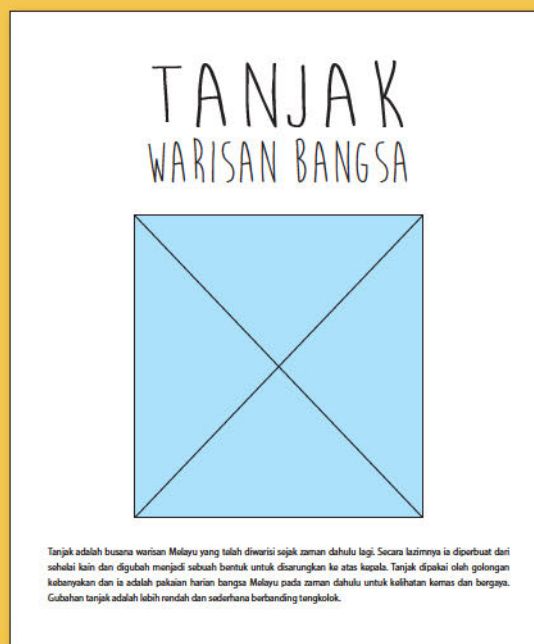 TANJAK
WARISAN BANGSA
Tanjak adalah busana warisan Melayu yang telah diwarisi sejak zaman dahulu lagi. Secara lazimnya ia diperbuat dari
sehelai kain dan digubah menjadi sebuah bentuk untuk disarungkan ke atas kepala. Tanjak dipakai oleh golongan
kebanyakan dan ia adalah pakaian harian bangsa Melayu pada zaman dahulu untuk kelihatan kemas dan bergaya.
Gubahan tanjak adalah lebih rendah dan sederhana berbanding tengkolok.